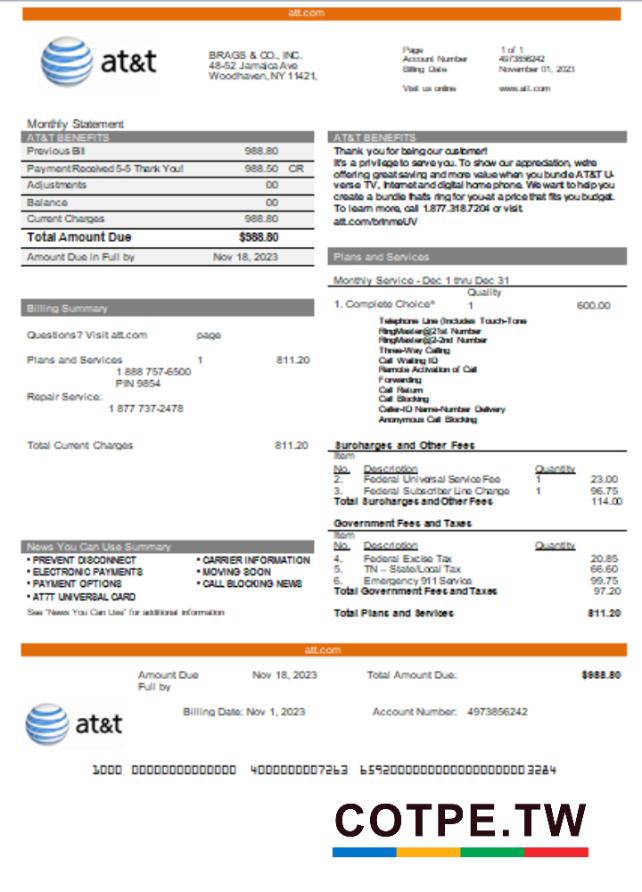 att.com
at&t
BRAGS & CO., INC.
48-52 Jamaica Ave
Woodhaven, NY 11421,
Page 1 of 1
Account Number 4973856242
Billing Date November 01, 2023
Visit us online www.att.com
Monthly Statement
AT&T BENEFITS
Previous Bill 988.80
Payment Received 5-5 Thank You! 988.50 CR
Adjustments 00
Balance 00
Current Charges 988.80
Total Amount Due $988.80
Amount Due in Full by Nov 18, 2023
Billing Summary
Questions? Visit att.com page
Plans and Services 1 811.20
1 888 757-6500
PIN 9854
Repair Service:
1 877 737-2478
Total Current Charges 811.20
News You Can Use Summary
• PREVENT DISCONNECT • CARRIER INFORMATION
• ELECTRONIC PAYMENTS • MOVING SOON
• PAYMENT OPTIONS • CALL BLOCKING NEWS
• AT7T UNIVERSAL CARD
See "News You Can Use" for additional information
AT&T BENEFITS
Thank you for being our customer!
It's a privilege to serve you. To show our appreciation, we're
offering great saving and more value when you bundle AT&T U-
verse TV, Internet and digital home phone. We want to help you
create a bundle that's ring for you-at a price that fits you budget.
To learn more, call 1.877.318.7204 or visit.
att.com/brinmeUV
Plans and Services
Monthly Service - Dec 1 thru Dec 31
Quality
1. Complete Choice® 1 600.00
Telephone Line (Includes Touch-Tone
RingMaster@21st Number
RingMaster@2-2nd Number
Three-Way Calling
Call Waiting ID
Remote Activation of Call
Forwarding
Call Return
Call Blocking
Caller-ID Name-Number Delivery
Anonymous Call Blocking
Surcharges and Other Fees
Item
No. Description Quantity
2. Federal Universal Service Fee 1 23.00
3. Federal Subscriber Line Change 1 96.75
Total Surcharges and Other Fees 114.00
Government Fees and Taxes
Item
No. Description Quantity
4. Federal Excise Tax 20.85
5. TN – State/Local Tax 66.60
6. Emergency 911 Service 99.75
Total Government Fees and Taxes 97.20
Total Plans and Services 811.20
att.com
Amount Due Nov 18, 2023 Total Amount Due: $988.80
Full by
at&t
Billing Date: Nov 1, 2023 Account Number: 4973856242
1000 00000000000000 400000007263 6592000000000000000000003284
COTPE.TW